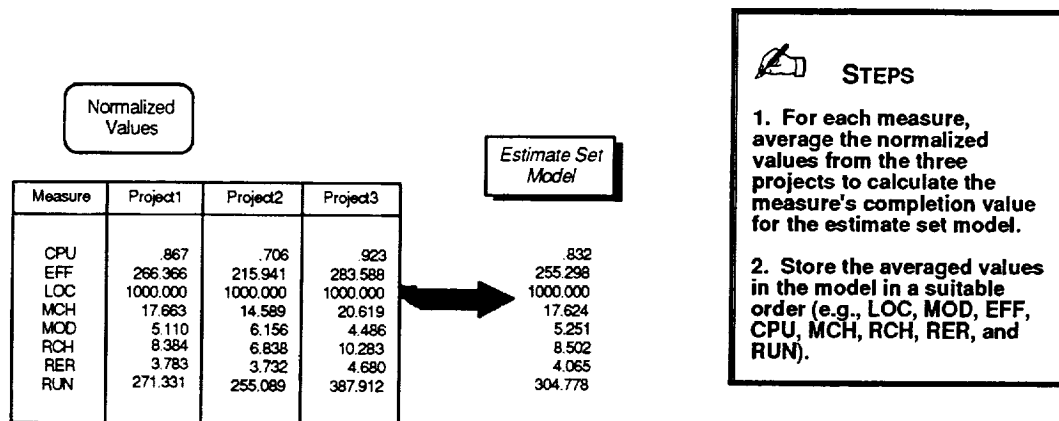 Normalized
Values
Estimate Set
Model
Measure Project1 Project2 Project3
CPU .867 .706 .923 .832
EFF 266.366 215.941 283.588 255.298
LOC 1000.000 1000.000 1000.000 1000.000
MCH 17.663 14.589 20.619 17.624
MOD 5.110 6.156 4.486 5.251
RCH 8.384 6.838 10.283 8.502
RER 3.783 3.732 4.680 4.065
RUN 271.331 255.089 387.912 304.778
STEPS
1. For each measure,
average the normalized
values from the three
projects to calculate the
measure's completion value
for the estimate set model.
2. Store the averaged values
in the model in a suitable
order (e.g., LOC, MOD, EFF,
CPU, MCH, RCH, RER, and
RUN).